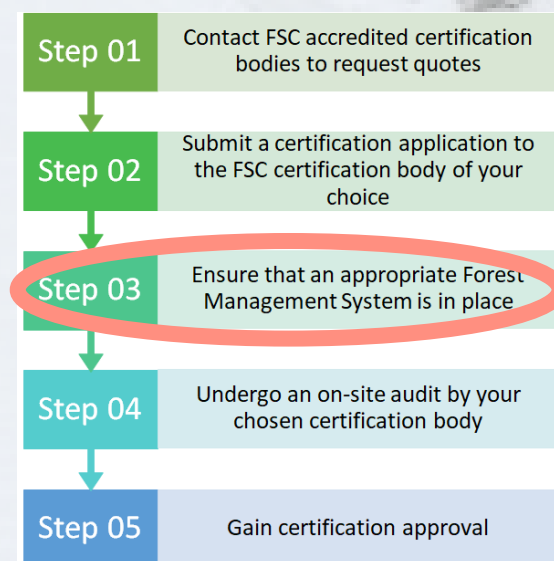 Step 01
Contact FSC accredited certification
bodies to request quotes
Step 02
Submit a certification application to
the FSC certification body of your
choice
Step 03
Ensure that an appropriate Forest
Management System is in place
Step 04
Undergo an on-site audit by your
chosen certification body
Step 05
Gain certification approval